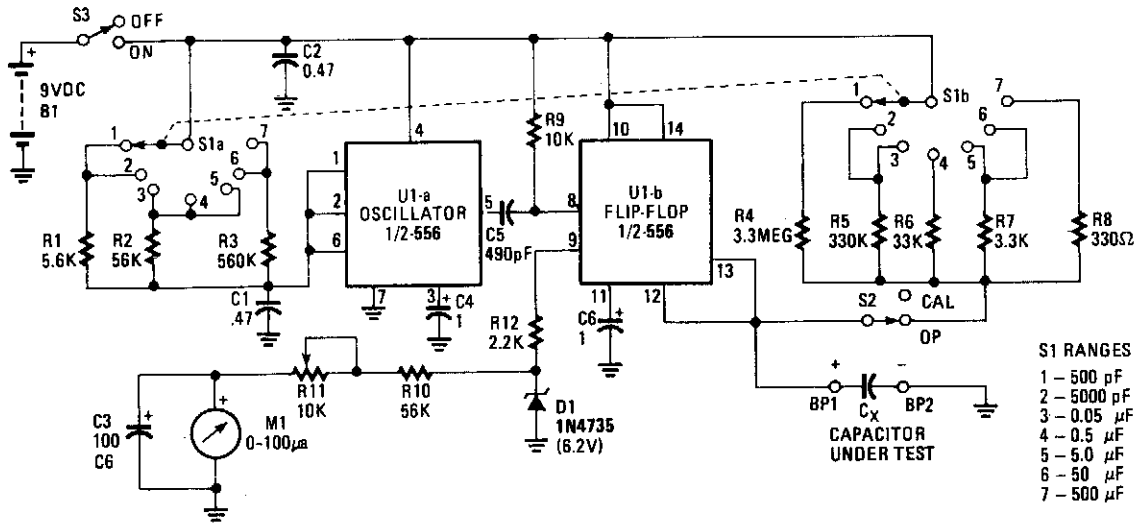 S3
OFF
ON
+
9VDC
B1
C2
0.47
1
S1a
2
3
4
5
6
7
R1
5.6K
R2
56K
R3
560K
C1
.47
4
1
2
6
U1-a
OSCILLATOR
1/2-556
5
7
3
+
C4
1
C5
490pF
R9
10K
10
14
8
9
U1-b
FLIP-FLOP
1/2-556
13
11
12
C6
+
1
R12
2.2K
1
S1b
2
3
4
5
6
7
R4
3.3MEG
R5
330K
R6
33K
R7
3.3K
R8
330Ω
S2
CAL
OP
+
-
BP1
CX
BP2
CAPACITOR
UNDER TEST
C3
100
C6
+
+
M1
0-100µa
R11
10K
R10
56K
D1
1N4735
(6.2V)
S1 RANGES
1 – 500 pF
2 – 5000 pF
3 – 0.05 µF
4 – 0.5 µF
5 – 5.0 µF
6 – 50 µF
7 – 500 µF